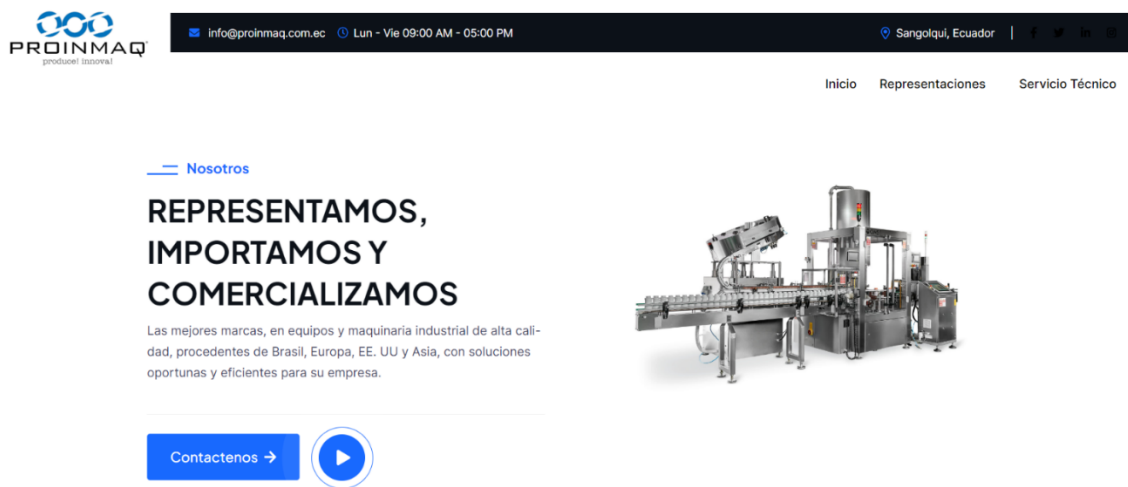 PROINMAQ
produce! innova!
info@proinmaq.com.ec Lun - Vie 09:00 AM - 05:00 PM
Sangolqui, Ecuador
Inicio Representaciones Servicio Técnico
Nosotros
REPRESENTAMOS,
IMPORTAMOS Y
COMERCIALIZAMOS
Las mejores marcas, en equipos y maquinaria industrial de alta cali-
dad, procedentes de Brasil, Europa, EE. UU y Asia, con soluciones
oportunas y eficientes para su empresa.
Contactenos